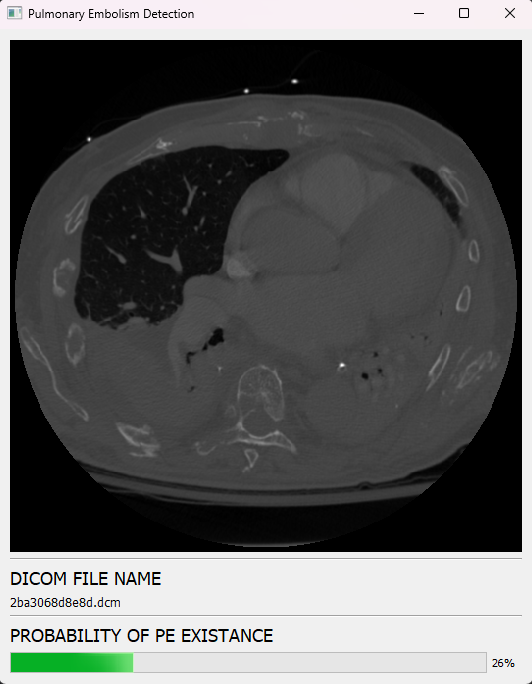 Pulmonary Embolism Detection
DICOM FILE NAME
2ba3068d8e8d.dcm
PROBABILITY OF PE EXISTANCE
26%